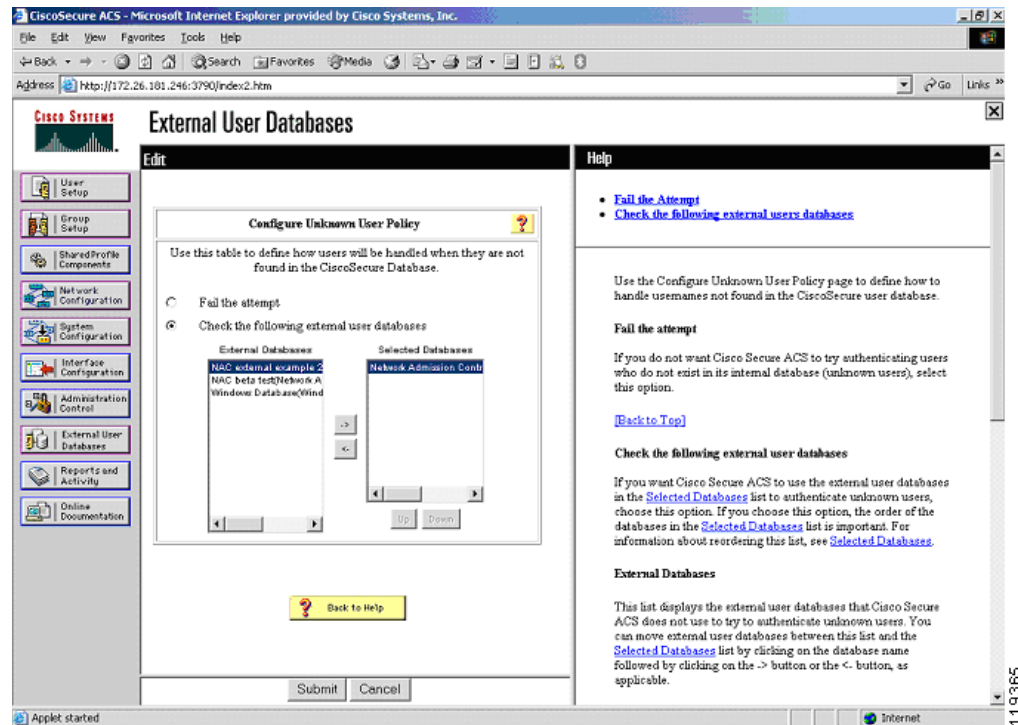 CiscoSecure ACS - Microsoft Internet Explorer provided by Cisco Systems, Inc.
File Edit View Favorites Tools Help
Back Search Favorites Media
Address http://172.26.181.246:3790/index2.htm Go Links »
CISCO SYSTEMS
External User Databases
User Setup
Group Setup
Shared Profile Components
Network Configuration
System Configuration
Interface Configuration
Administration Control
External User Databases
Reports and Activity
Online Documentation
Edit
Configure Unknown User Policy
?
Use this table to define how users will be handled when they are not
found in the CiscoSecure Database.
Fail the attempt
Check the following external user databases
External Databases
NAC external example 2
NAC beta test(Network A
Windows Database(Wind
->
<-
Selected Databases
Network Admission Contr
Up Down
? Back to Help
Submit Cancel
Help
Fail the Attempt
Check the following external users databases
Use the Configure Unknown User Policy page to define how to
handle usernames not found in the CiscoSecure user database.
Fail the attempt
If you do not want Cisco Secure ACS to try authenticating users
who do not exist in its internal database (unknown users), select
this option.
[Back to Top]
Check the following external user databases
If you want Cisco Secure ACS to use the external user databases
in the Selected Databases list to authenticate unknown users,
choose this option. If you choose this option, the order of the
databases in the Selected Databases list is important. For
information about reordering this list, see Selected Databases.
External Databases
This list displays the external user databases that Cisco Secure
ACS does not use to try to authenticate unknown users. You
can move external user databases between this list and the
Selected Databases list by clicking on the database name
followed by clicking on the -> button or the <- button, as
applicable.
Applet started
Internet
119365